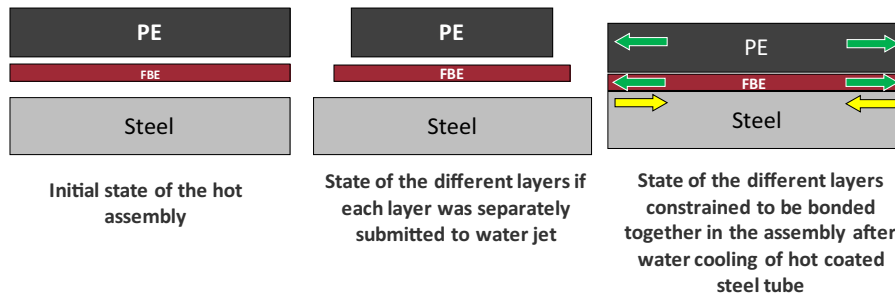 PE
FBE
Steel
Initial state of the hot
assembly
PE
FBE
Steel
State of the different layers if
each layer was separately
submitted to water jet
PE
FBE
Steel
State of the different layers
constrained to be bonded
together in the assembly after
water cooling of hot coated
steel tube